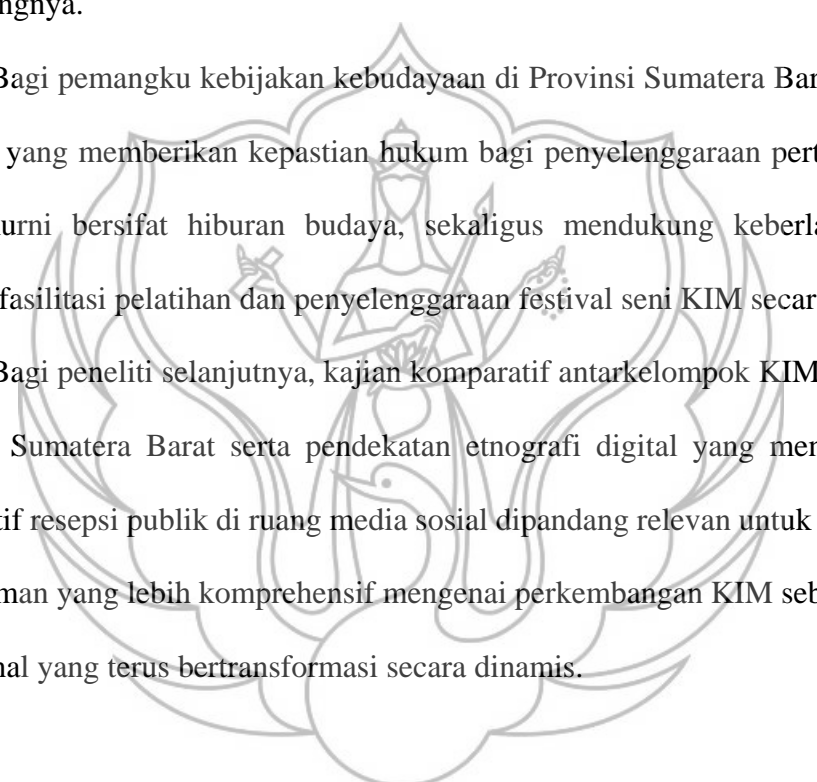 ngnya.
Bagi pemangku kebijakan kebudayaan di Provinsi Sumatera Bar
yang memberikan kepastian hukum bagi penyelenggaraan pert
urni bersifat hiburan budaya, sekaligus mendukung keberla
fasilitasi pelatihan dan penyelenggaraan festival seni KIM secar
Bagi peneliti selanjutnya, kajian komparatif antarkelompok KIM
Sumatera Barat serta pendekatan etnografi digital yang men
tif resepsi publik di ruang media sosial dipandang relevan untuk
man yang lebih komprehensif mengenai perkembangan KIM seb
nal yang terus bertransformasi secara dinamis.